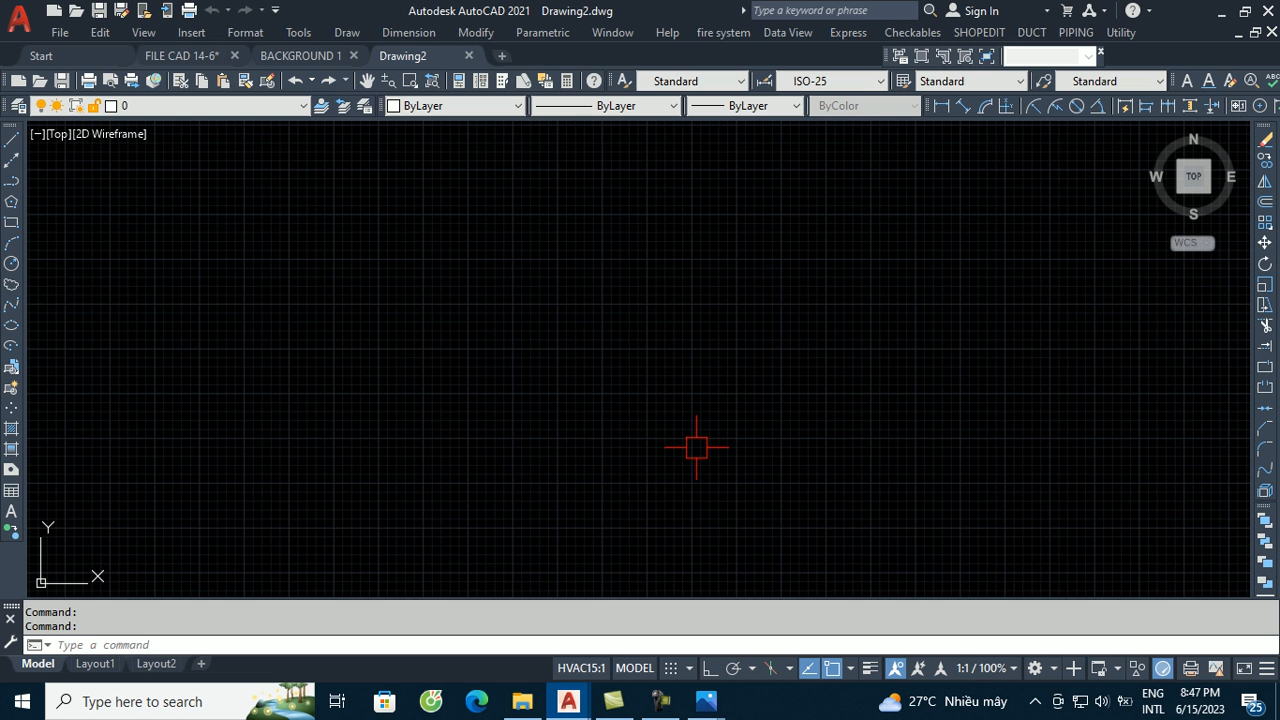 Autodesk AutoCAD 2021 Drawing2.dwg
Type a keyword or phrase
Sign In
File Edit View Insert Format Tools Draw Dimension Modify Parametric Window Help fire system Data View Express Checkables SHOPEDIT DUCT PIPING Utility
Start FILE CAD 14-6* BACKGROUND 1 Drawing2
Standard ISO-25 Standard Standard
0 ByLayer ByLayer ByLayer ByColor
[−][Top][2D Wireframe]
N
W TOP E
S
WCS
Y
X
Command:
Command:
Type a command
Model Layout1 Layout2
HVAC15:1 MODEL 1:1 / 100%
Type here to search
27°C Nhiều mây
ENG
INTL
8:47 PM
6/15/2023
25